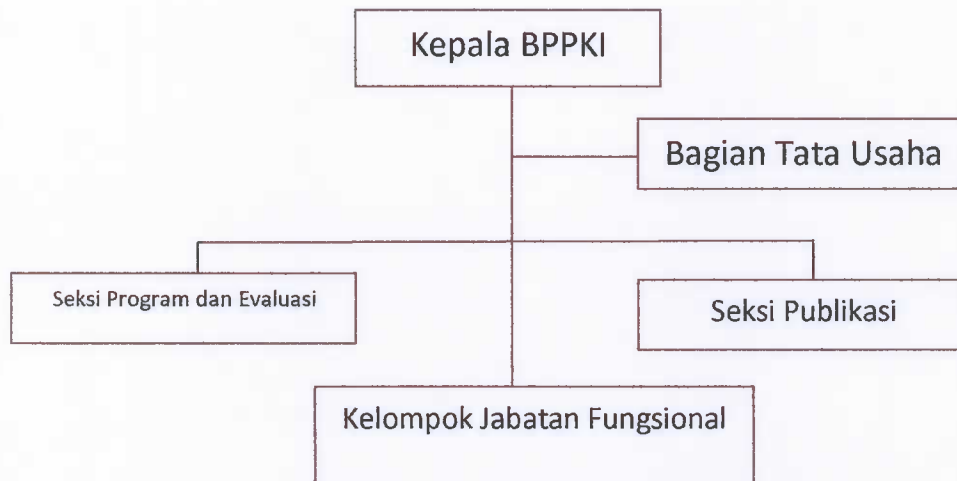 Kepala BPPKI
Bagian Tata Usaha
Seksi Program dan Evaluasi
Seksi Publikasi
Kelompok Jabatan Fungsional